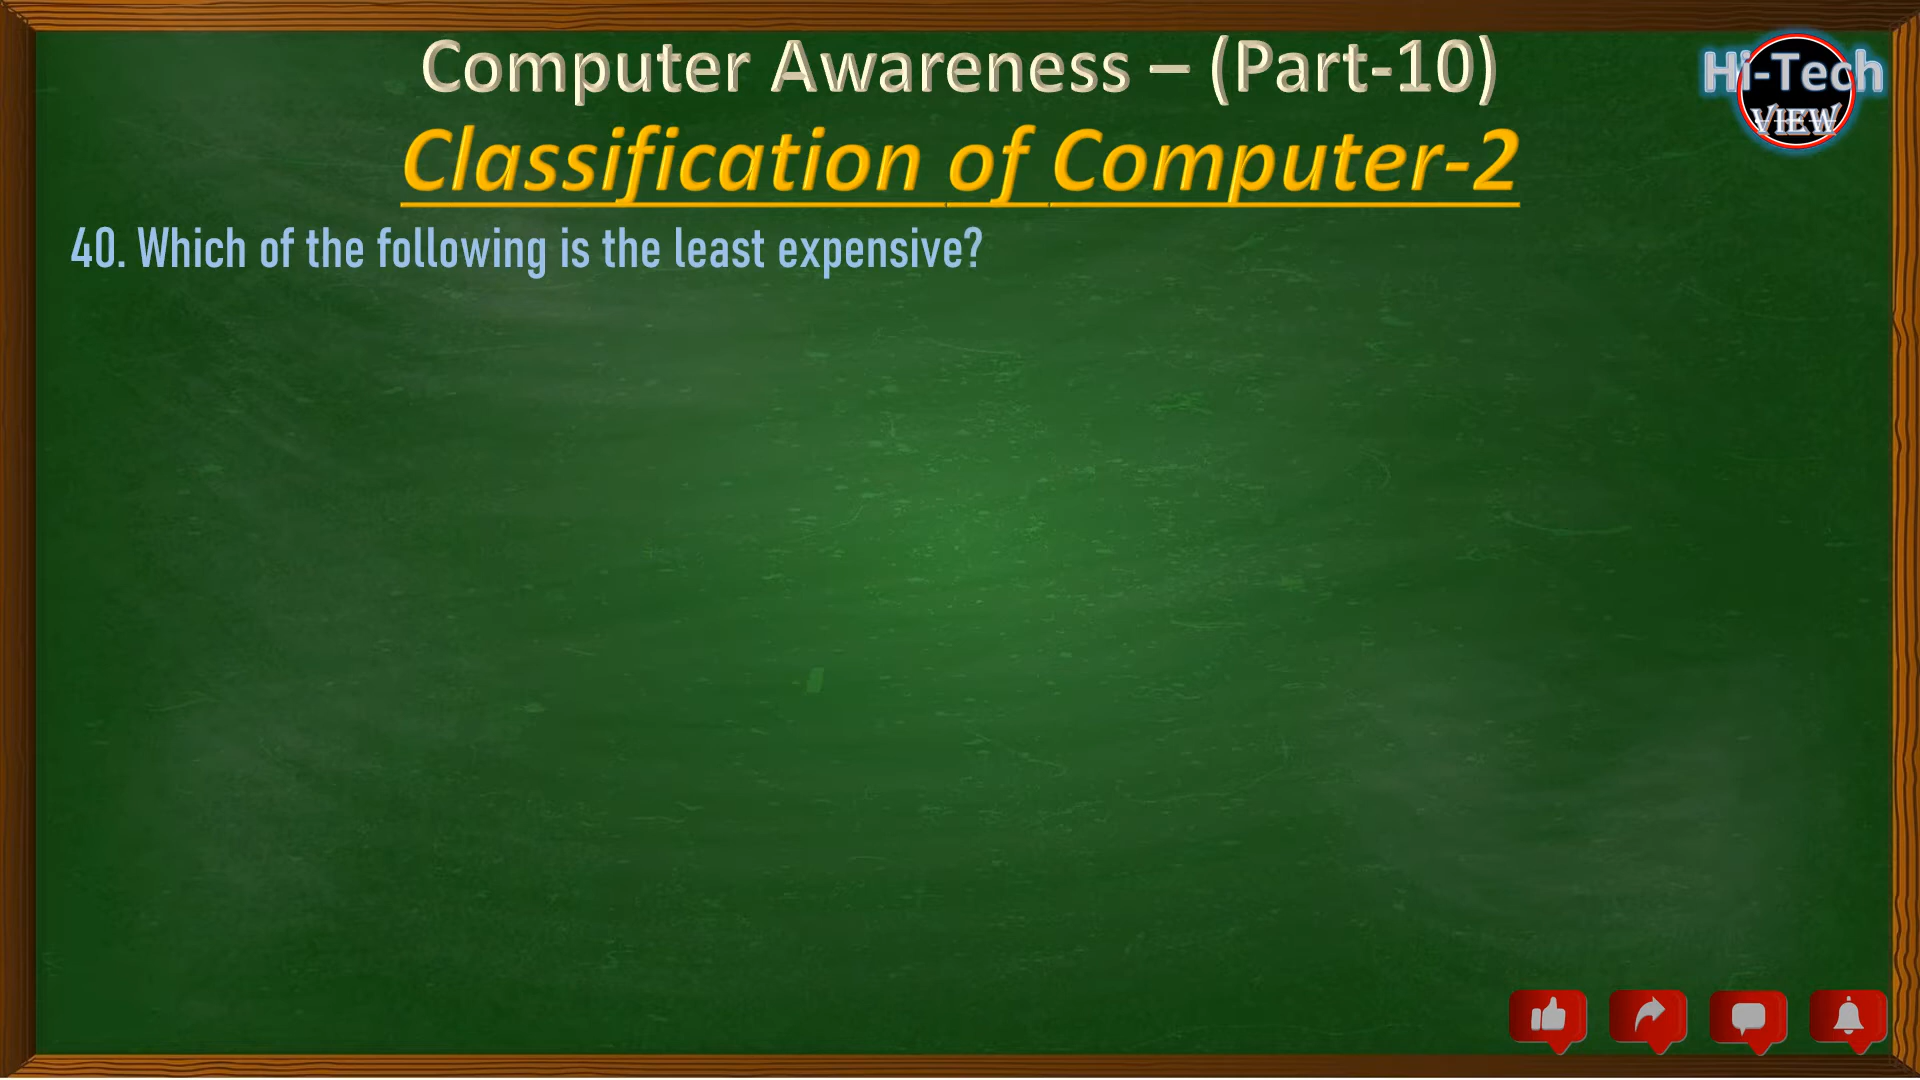 Computer Awareness – (Part-10)
Hi-Tech
VIEW
Classification of Computer-2
40. Which of the following is the least expensive?